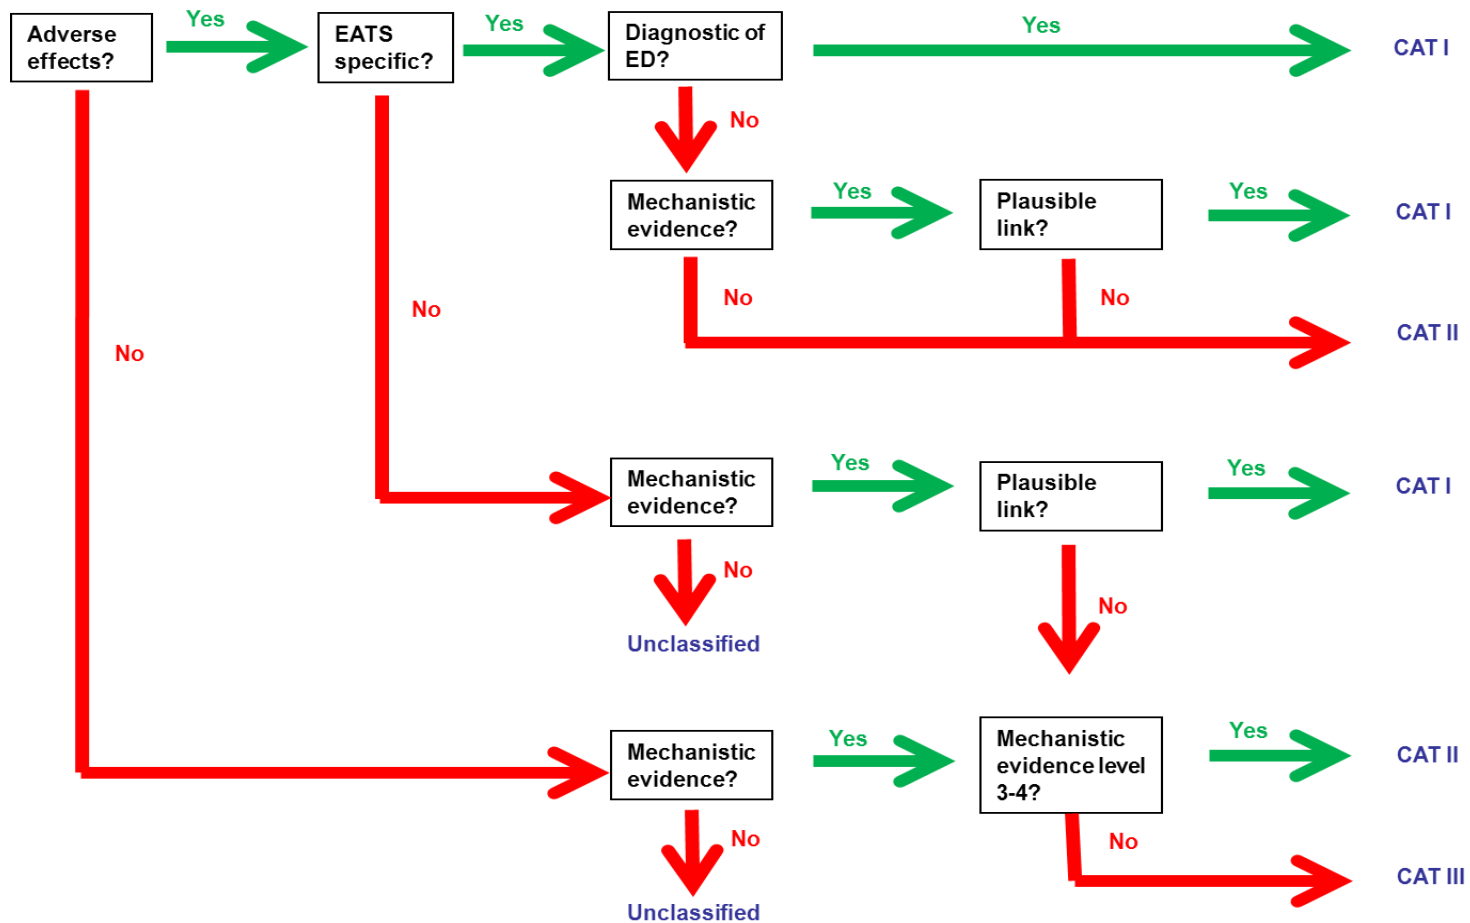 Yes
Yes
Yes
Adverse
effects?
EATS
specific?
Diagnostic of
ED?
CAT I
No
Mechanistic
evidence?
Yes
Plausible
link?
Yes
CAT I
No
No
No
CAT II
No
Mechanistic
evidence?
Yes
Plausible
link?
Yes
CAT I
No
No
Unclassified
Mechanistic
evidence?
Yes
Mechanistic
evidence level
3-4?
Yes
CAT II
No
No
CAT III
Unclassified